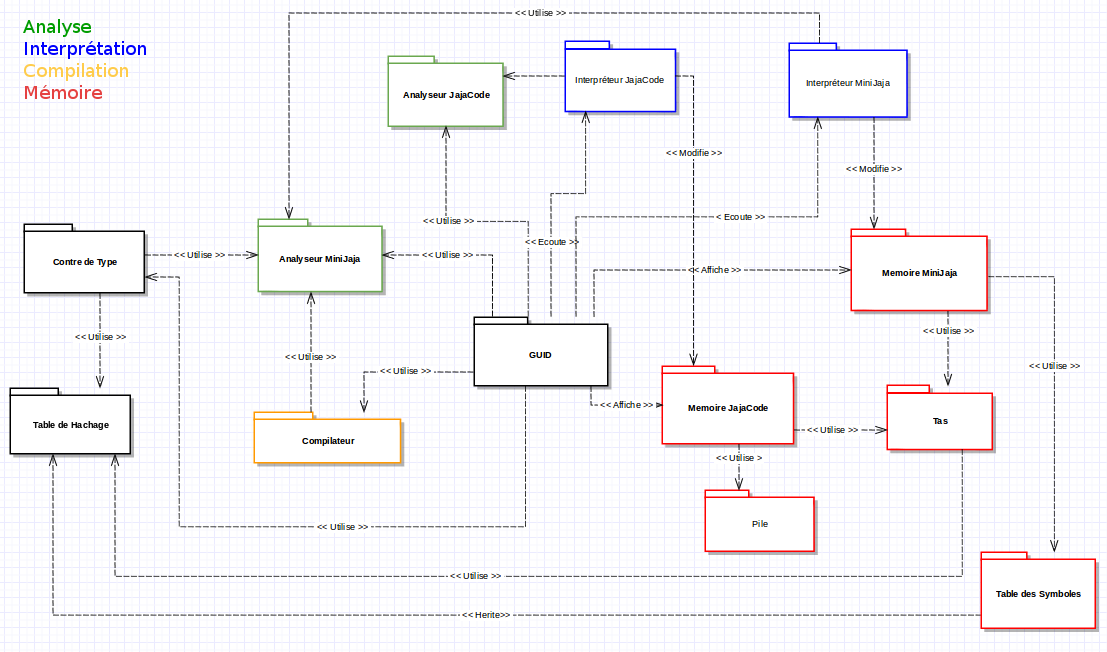 Analyse
Interprétation
Compilation
Mémoire
<< Utilise >>
Analyseur JajaCode
Interpréteur JajaCode
Interpréteur MiniJaja
<< Modifie >>
<< Modifie >>
<< Utilise >>
< Ecoute >>
<< Ecoute >>
Contre de Type
<< Utilise >>
Analyseur MiniJaja
<< Utilise >>
<< Affiche >>
Memoire MiniJaja
<< Utilise >>
<< Utilise >>
<< Utilise >>
GUID
<< Utilise >>
<< Utilise >>
<< Affiche >>
Memoire JajaCode
Table de Hachage
Compilateur
<< Utilise >>
Tas
<< Utilise >
<< Utilise >>
Pile
<< Utilise >>
Table des Symboles
<< Herite>>